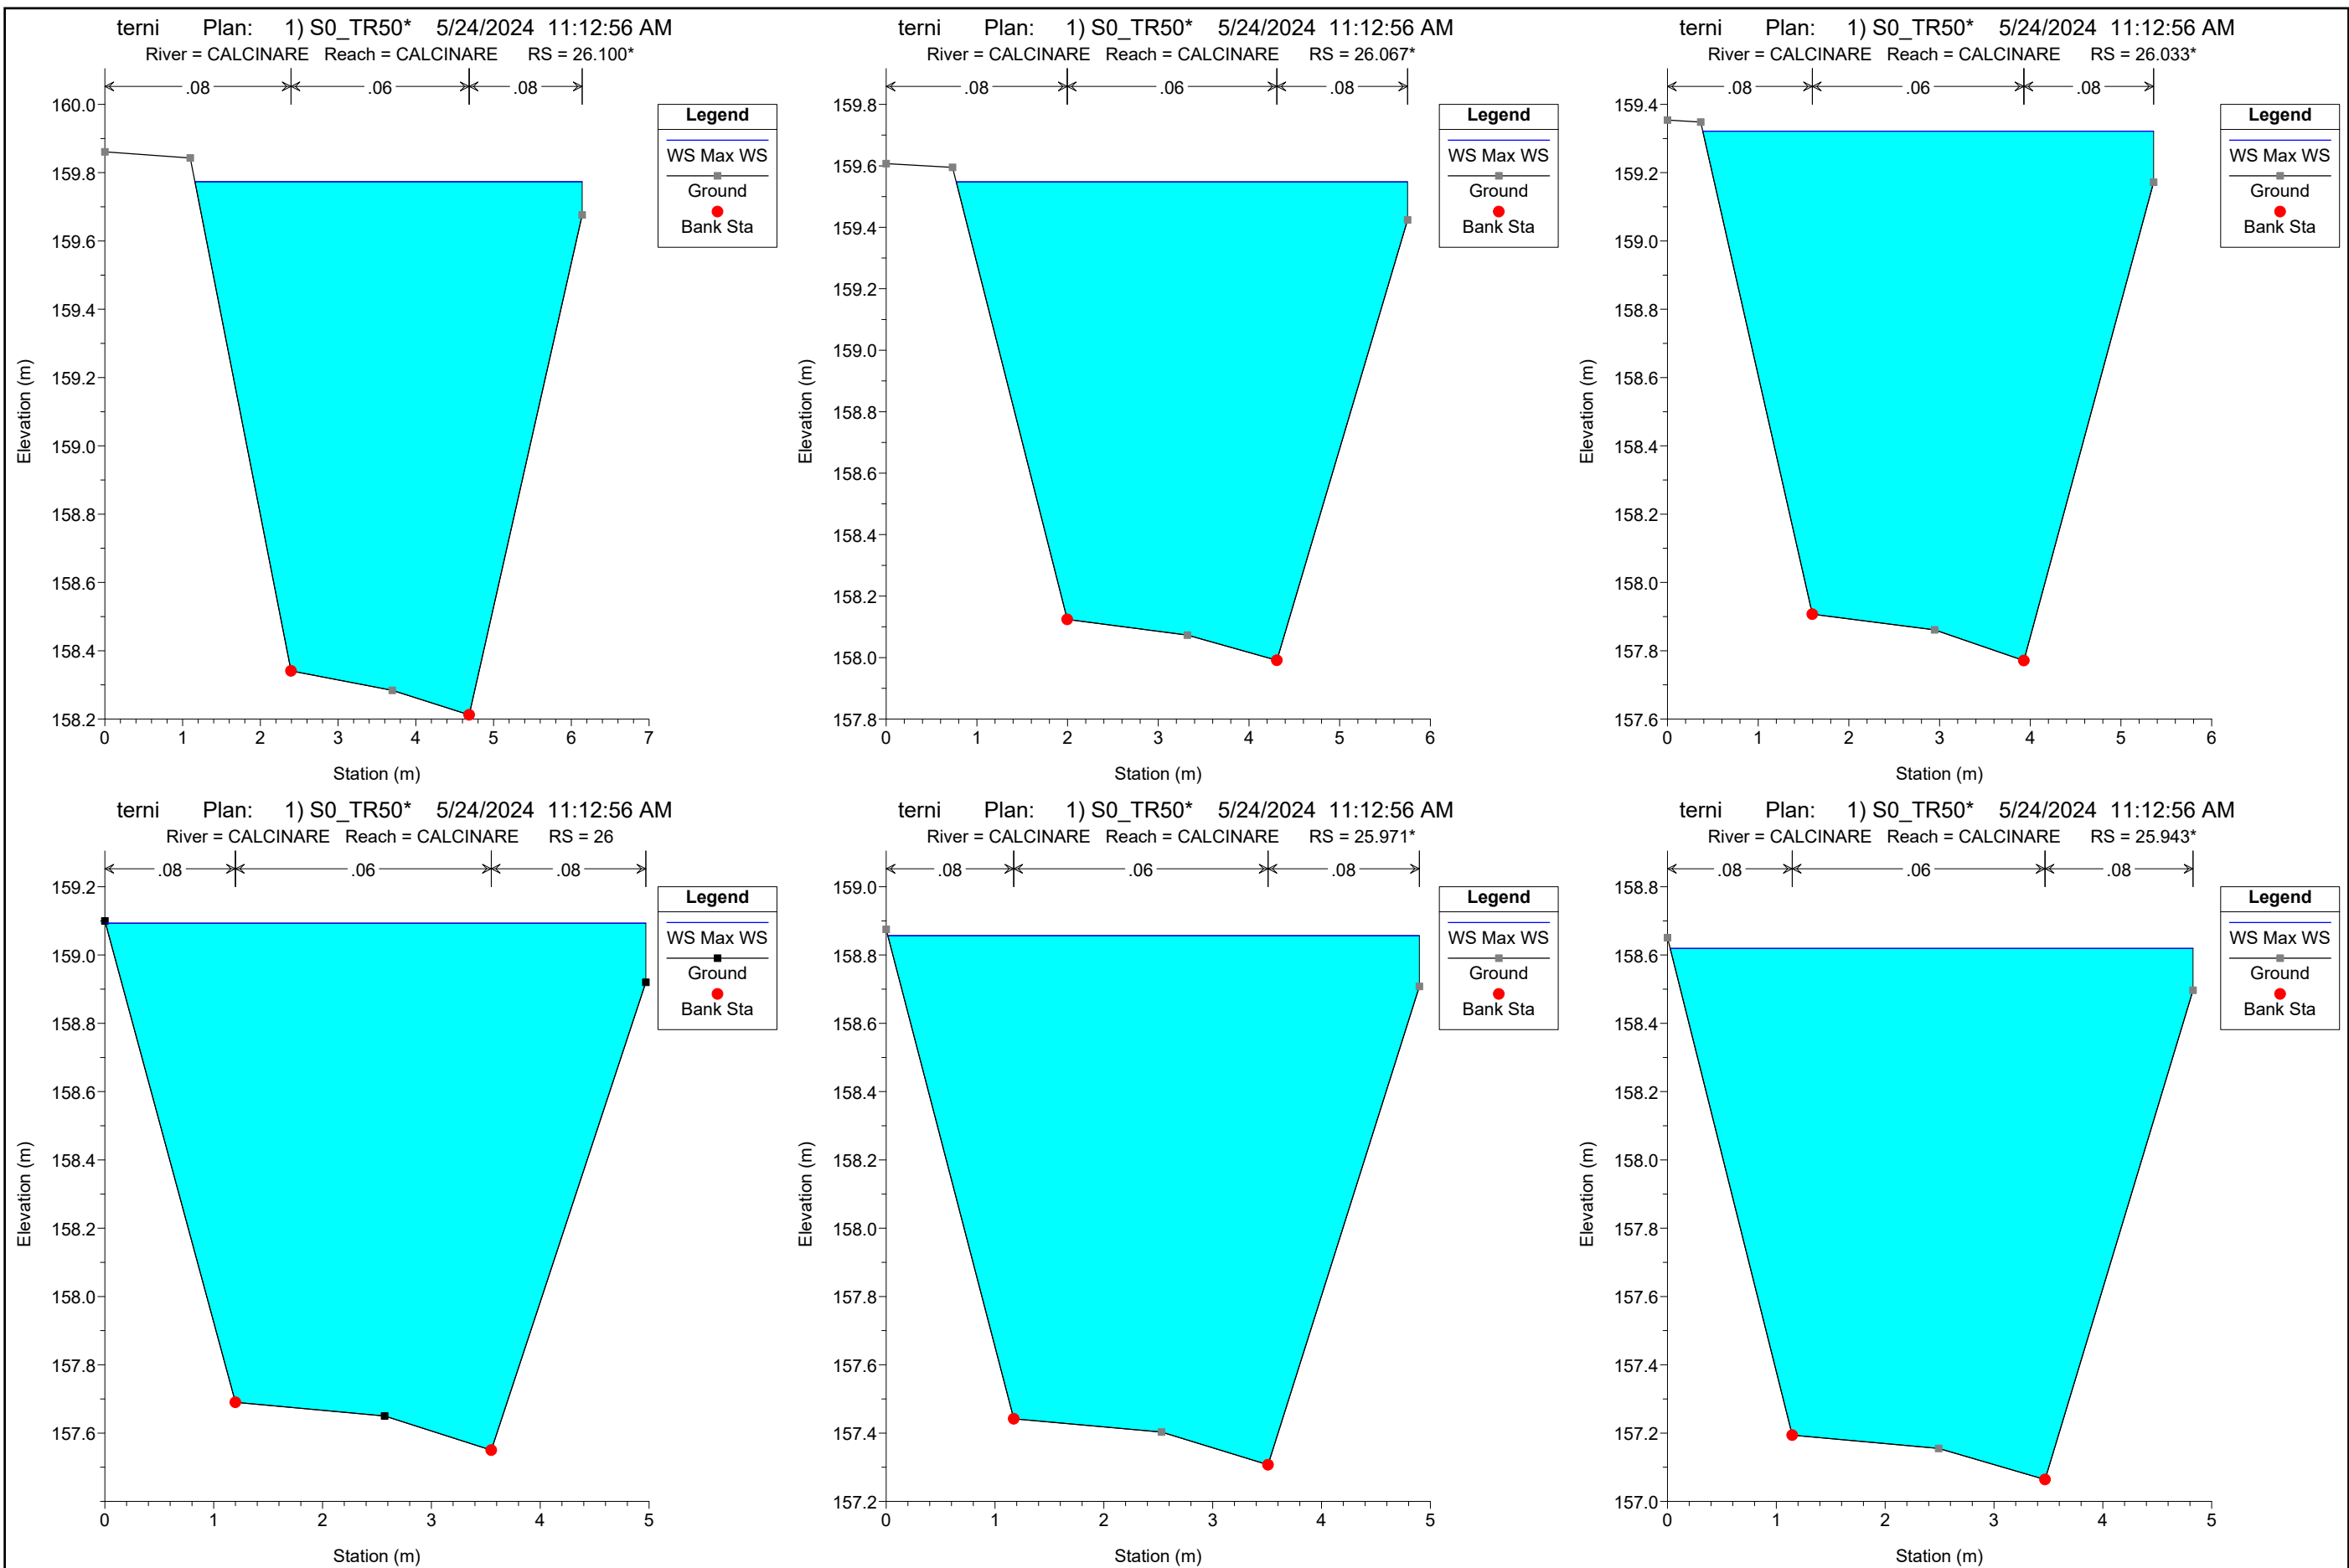 terni Plan: 1) S0_TR50* 5/24/2024 11:12:56 AM
River = CALCINARE Reach = CALCINARE RS = 26.100*
.08 .06 .08
160.0
159.8
159.6
159.4
159.2
159.0
158.8
158.6
158.4
158.2
Elevation (m)
0 1 2 3 4 5 6 7
Station (m)
Legend
WS Max WS
Ground
Bank Sta
terni Plan: 1) S0_TR50* 5/24/2024 11:12:56 AM
River = CALCINARE Reach = CALCINARE RS = 26.067*
.08 .06 .08
159.8
159.6
159.4
159.2
159.0
158.8
158.6
158.4
158.2
158.0
157.8
Elevation (m)
0 1 2 3 4 5 6
Station (m)
Legend
WS Max WS
Ground
Bank Sta
terni Plan: 1) S0_TR50* 5/24/2024 11:12:56 AM
River = CALCINARE Reach = CALCINARE RS = 26.033*
.08 .06 .08
159.4
159.2
159.0
158.8
158.6
158.4
158.2
158.0
157.8
157.6
Elevation (m)
0 1 2 3 4 5 6
Station (m)
Legend
WS Max WS
Ground
Bank Sta
terni Plan: 1) S0_TR50* 5/24/2024 11:12:56 AM
River = CALCINARE Reach = CALCINARE RS = 26
.08 .06 .08
159.2
159.0
158.8
158.6
158.4
158.2
158.0
157.8
157.6
Elevation (m)
0 1 2 3 4 5
Station (m)
Legend
WS Max WS
Ground
Bank Sta
terni Plan: 1) S0_TR50* 5/24/2024 11:12:56 AM
River = CALCINARE Reach = CALCINARE RS = 25.971*
.08 .06 .08
159.0
158.8
158.6
158.4
158.2
158.0
157.8
157.6
157.4
157.2
Elevation (m)
0 1 2 3 4 5
Station (m)
Legend
WS Max WS
Ground
Bank Sta
terni Plan: 1) S0_TR50* 5/24/2024 11:12:56 AM
River = CALCINARE Reach = CALCINARE RS = 25.943*
.08 .06 .08
158.8
158.6
158.4
158.2
158.0
157.8
157.6
157.4
157.2
157.0
Elevation (m)
0 1 2 3 4 5
Station (m)
Legend
WS Max WS
Ground
Bank Sta